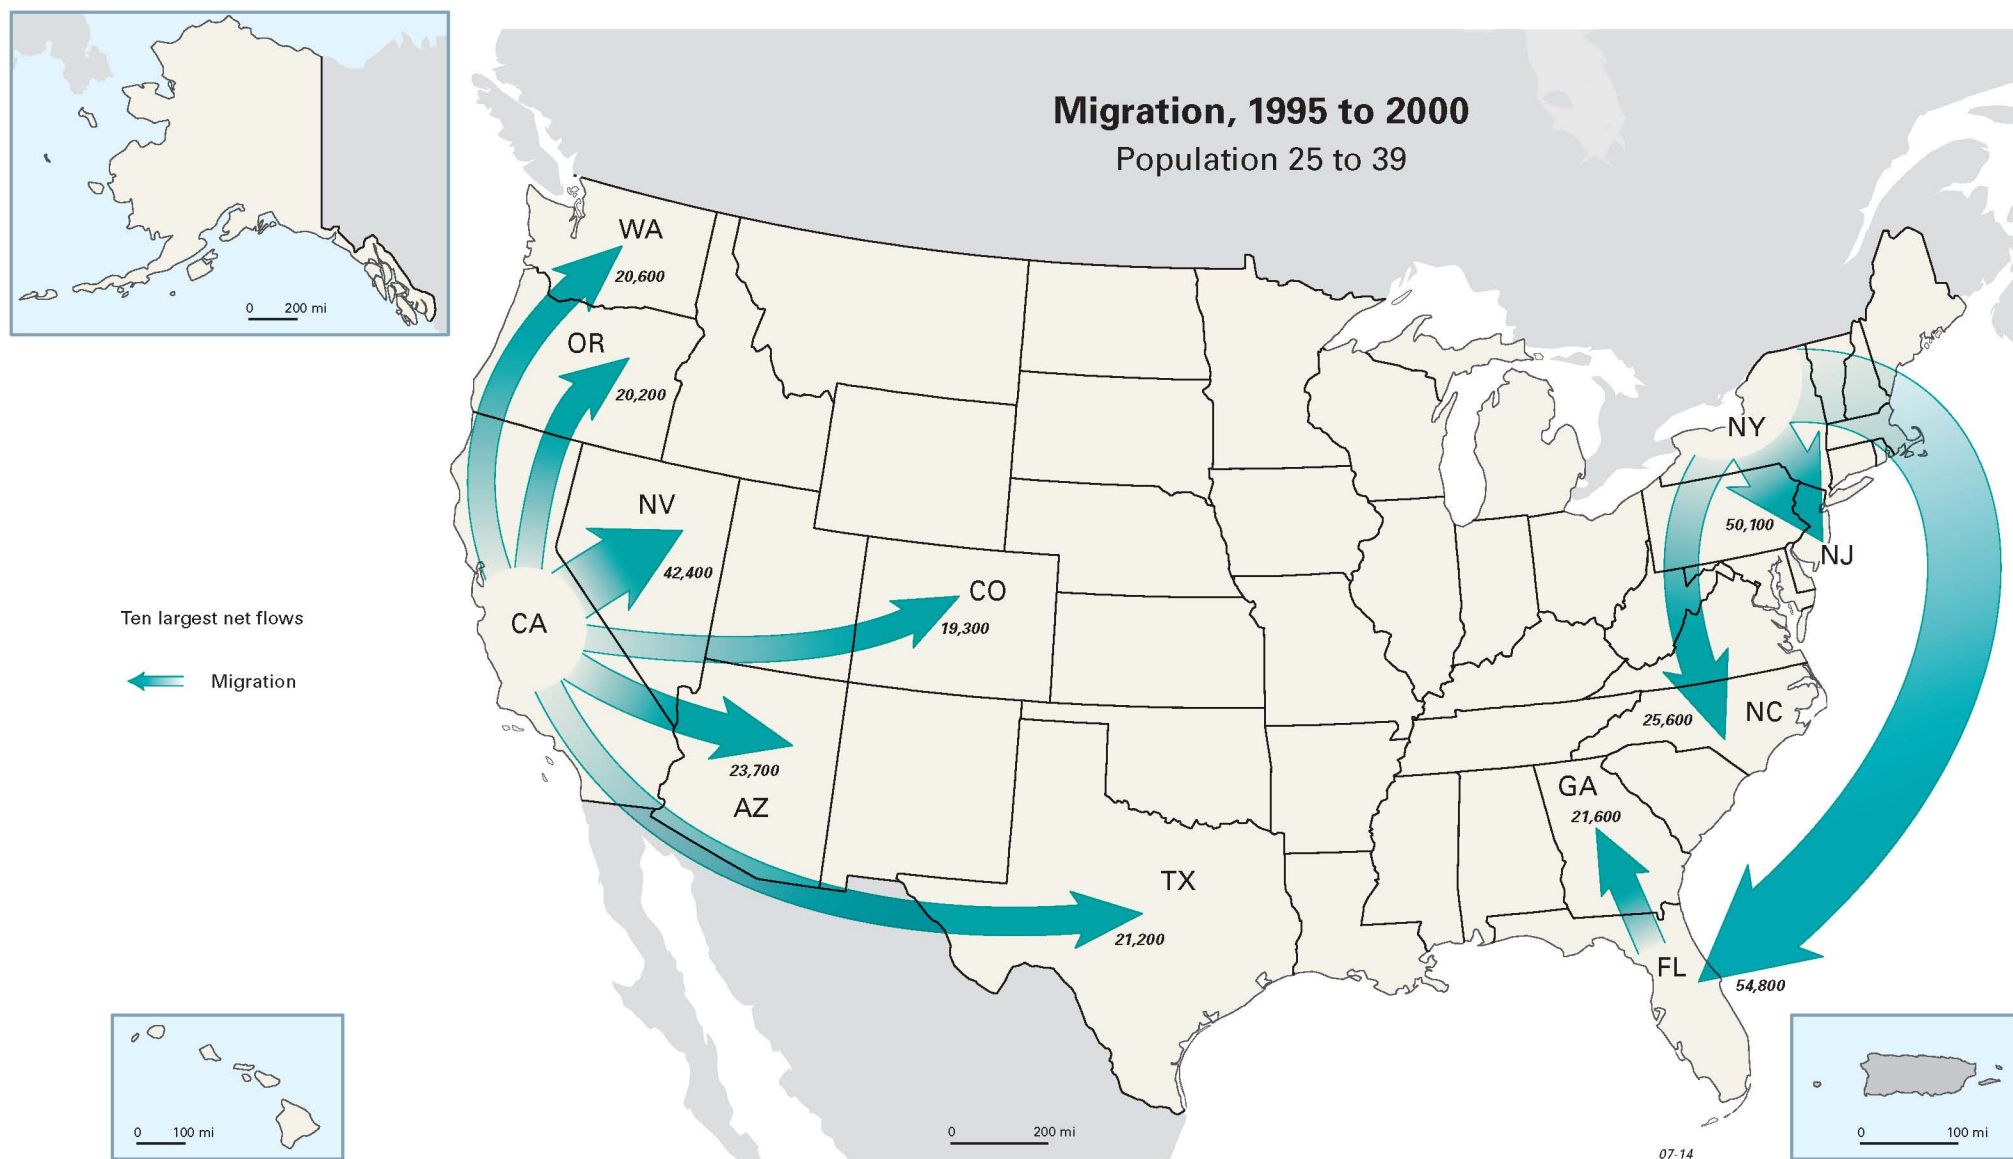 Migration, 1995 to 2000
Population 25 to 39
WA
20,600
0 200 mi
OR
20,200
NY
NV
42,400
50,100
NJ
CO
19,300
Ten largest net flows
CA
Migration
25,600
NC
23,700
AZ
GA
21,600
TX
21,200
FL
54,800
0 100 mi
0 200 mi
0 100 mi
07-14